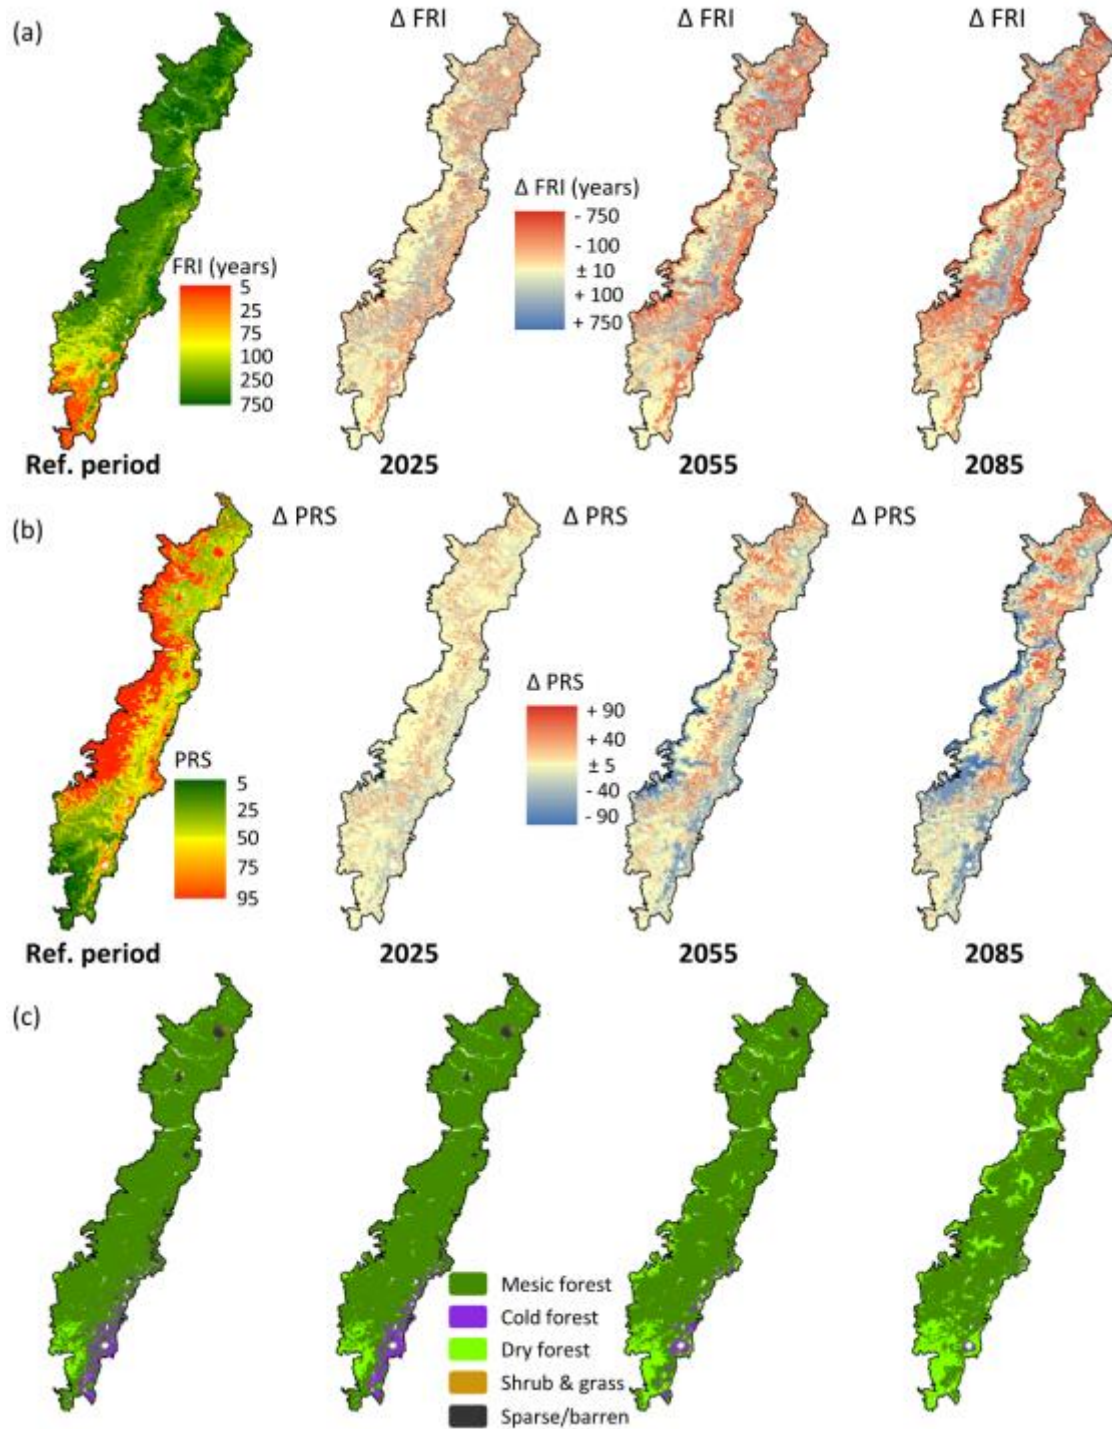 (a)
Δ FRI
Δ FRI
Δ FRI
FRI (years)
5
25
75
100
250
750
Δ FRI (years)
- 750
- 100
± 10
+ 100
+ 750
Ref. period
2025
2055
2085
(b)
Δ PRS
Δ PRS
Δ PRS
PRS
5
25
50
75
95
Δ PRS
+ 90
+ 40
± 5
- 40
- 90
Ref. period
2025
2055
2085
(c)
Mesic forest
Cold forest
Dry forest
Shrub & grass
Sparse/barren